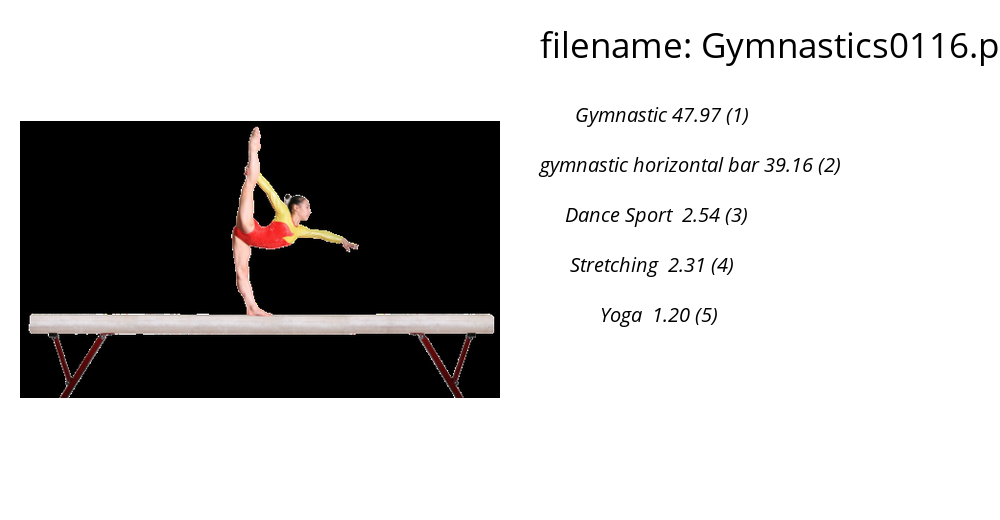 filename: Gymnastics0116.p
Gymnastic 47.97 (1)
gymnastic horizontal bar 39.16 (2)
Dance Sport 2.54 (3)
Stretching 2.31 (4)
Yoga 1.20 (5)